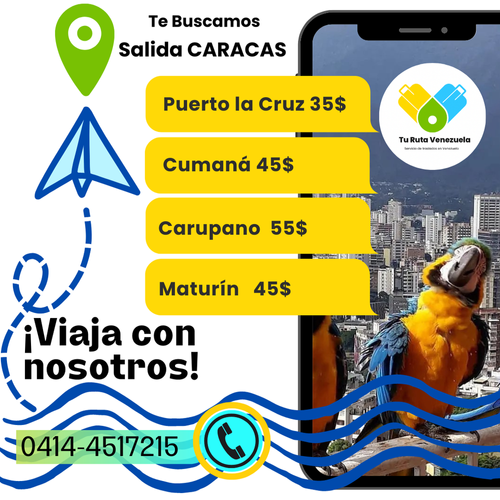 Te Buscamos
Salida CARACAS
Puerto la Cruz 35$
Cumaná 45$
Carupano 55$
Maturín 45$
Tu Ruta Venezuela
¡Viaja con
nosotros!
0414-4517215